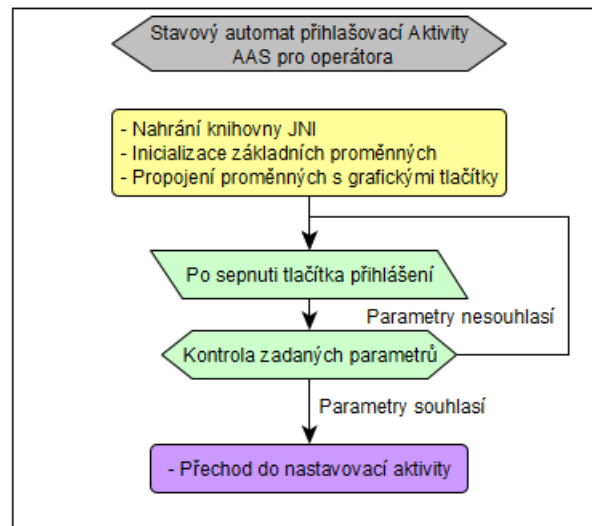 Stavový automat přihlašovací Aktivity
AAS pro operátora
- Nahrání knihovny JNI
- Inicializace základních proměnných
- Propojení proměnných s grafickými tlačítky
Po sepnuti tlačítka přihlášení
Parametry nesouhlasí
Kontrola zadaných parametrů
Parametry souhlasí
- Přechod do nastavovací aktivity